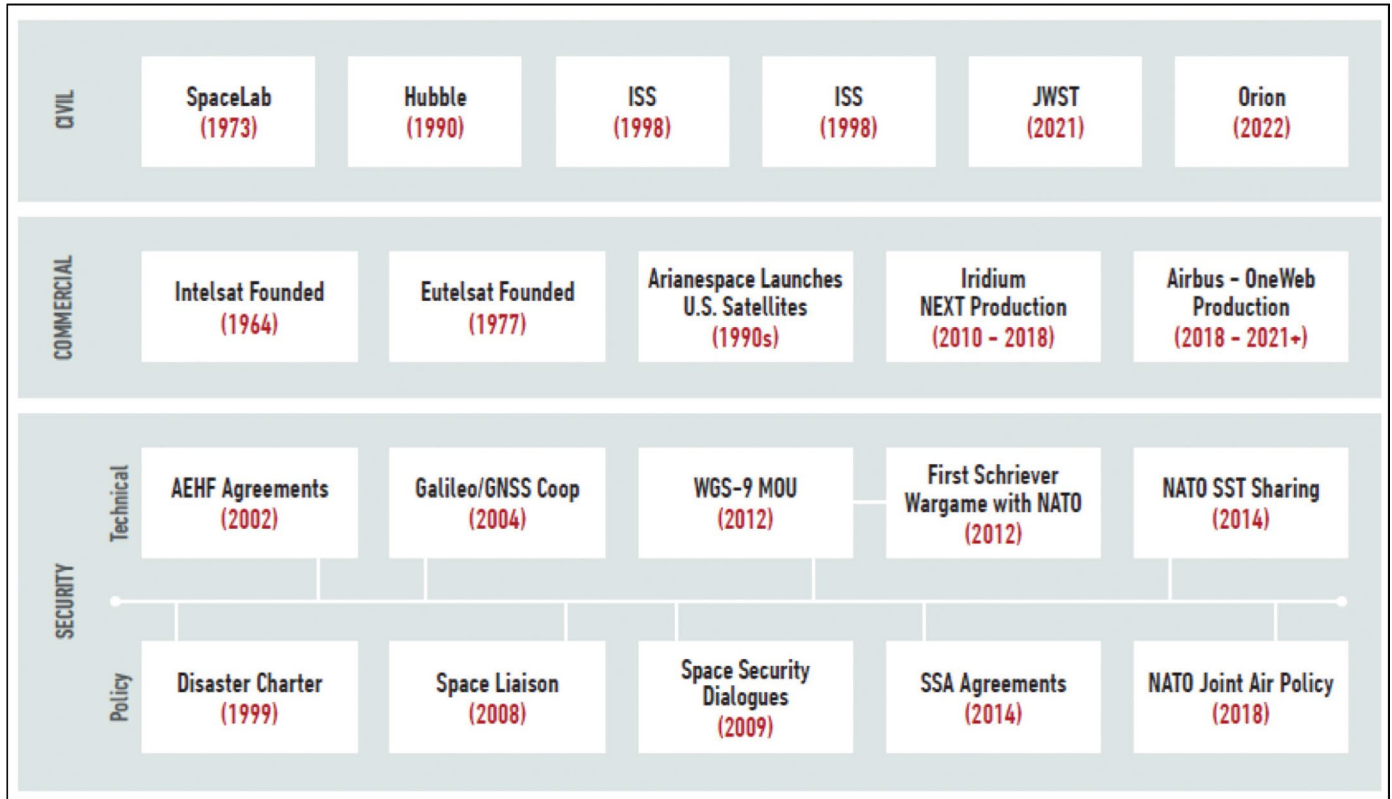 CIVIL
SpaceLab
(1973)
Hubble
(1990)
ISS
(1998)
ISS
(1998)
JWST
(2021)
Orion
(2022)
COMMERCIAL
Intelsat Founded
(1964)
Eutelsat Founded
(1977)
Arianespace Launches
U.S. Satellites
(1990s)
Iridium
NEXT Production
(2010 - 2018)
Airbus - OneWeb
Production
(2018 - 2021+)
SECURITY
Technical
AEHF Agreements
(2002)
Galileo/GNSS Coop
(2004)
WGS-9 MOU
(2012)
First Schriever
Wargame with NATO
(2012)
NATO SST Sharing
(2014)
Policy
Disaster Charter
(1999)
Space Liaison
(2008)
Space Security
Dialogues
(2009)
SSA Agreements
(2014)
NATO Joint Air Policy
(2018)